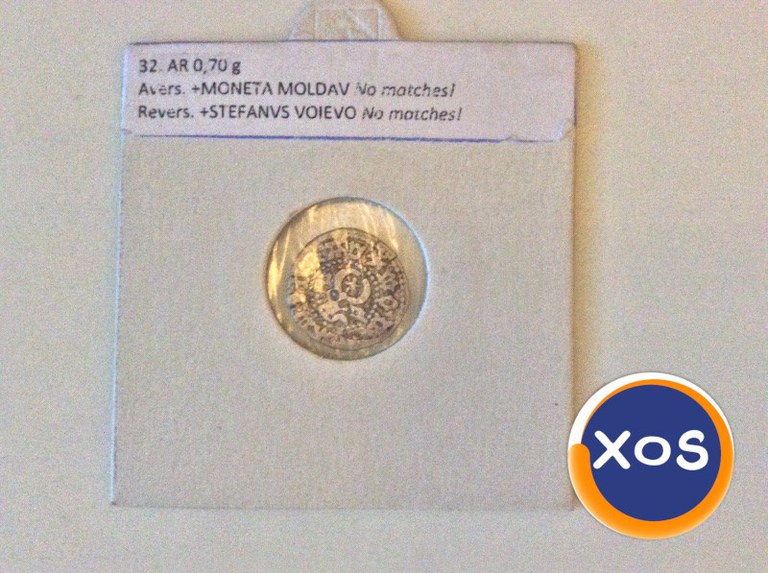 32. AR 0,70 g
Avers. +MONETA MOLDAV No matches!
Revers. +STEFANVS VOIEVO No matches!
XOS